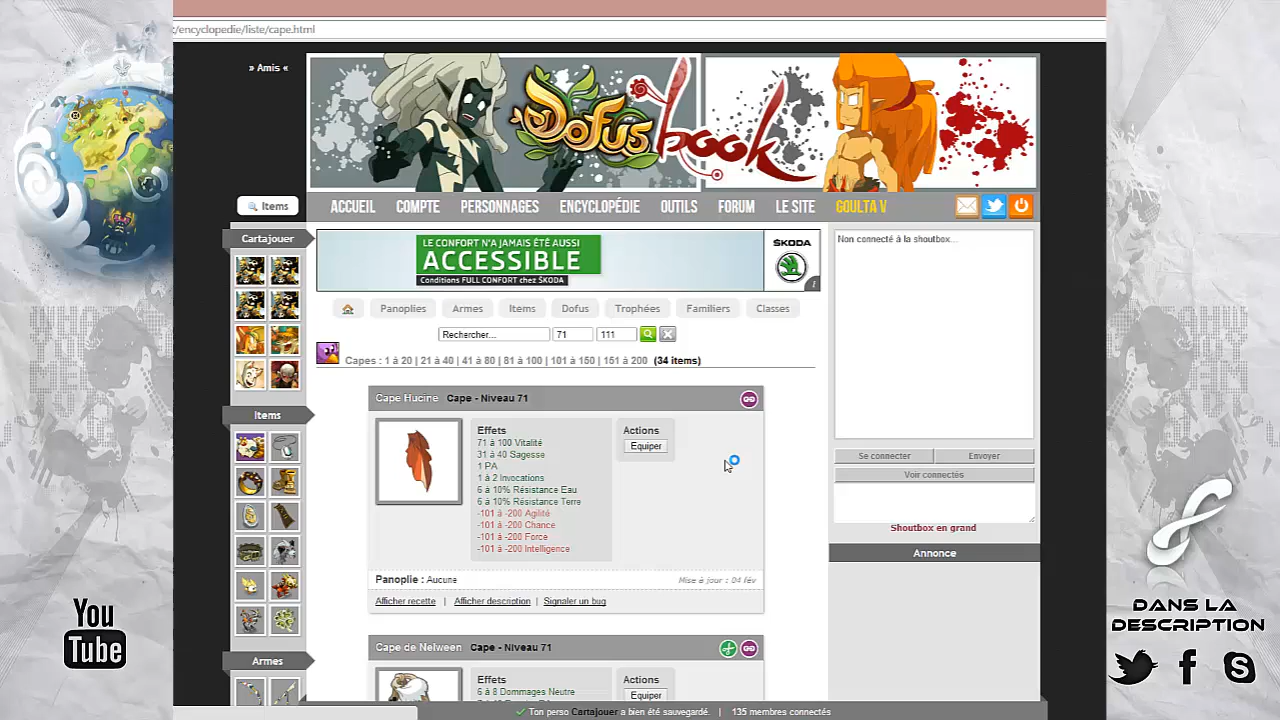 /encyclopedie/liste/cape.html
» Amis «
Dofus book
Items
ACCUEIL COMPTE PERSONNAGES ENCYCLOPÉDIE OUTILS FORUM LE SITE GOULTA V
Cartajouer
LE CONFORT N'A JAMAIS ÉTÉ AUSSI
ACCESSIBLE
Conditions FULL CONFORT chez ŠKODA
ŠKODA
Non connecté à la shoutbox...
Panoplies Armes Items Dofus Trophées Familiers Classes
Rechercher... 71 111
Capes : 1 à 20 | 21 à 40 | 41 à 80 | 81 à 100 | 101 à 150 | 151 à 200 (34 items)
Cape Hucine Cape - Niveau 71
Effets
71 à 100 Vitalité
31 à 40 Sagesse
1 PA
1 à 2 Invocations
6 à 10% Résistance Eau
6 à 10% Résistance Terre
-101 à -200 Agilité
-101 à -200 Chance
-101 à -200 Force
-101 à -200 Intelligence
Actions
Equiper
Panoplie : Aucune Mise à jour : 04 fév
Afficher recette | Afficher description | Signaler un bug
Cape de Nelween Cape - Niveau 71
Effets
6 à 8 Dommages Neutre
Actions
Equiper
Items
Armes
Se connecter Envoyer
Voir connectés
Shoutbox en grand
Annonce
Ton perso Cartajouer a bien été sauvegardé. | 135 membres connectés
You
Tube
DANS LA
DESCRIPTION